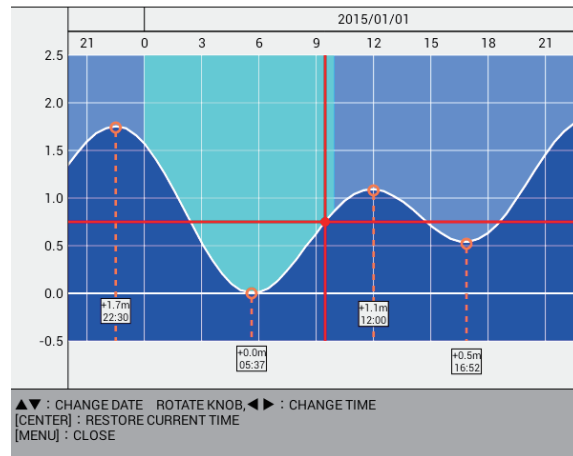 2015/01/01
21 0 3 6 9 12 15 18 21
2.5
2.0
1.5
1.0
0.5
0.0
-0.5
+1.7m
22:30
+0.0m
05:37
+1.1m
12:00
+0.5m
16:52
▲▼ : CHANGE DATE ROTATE KNOB,◀ ▶ : CHANGE TIME
[CENTER] : RESTORE CURRENT TIME
[MENU] : CLOSE